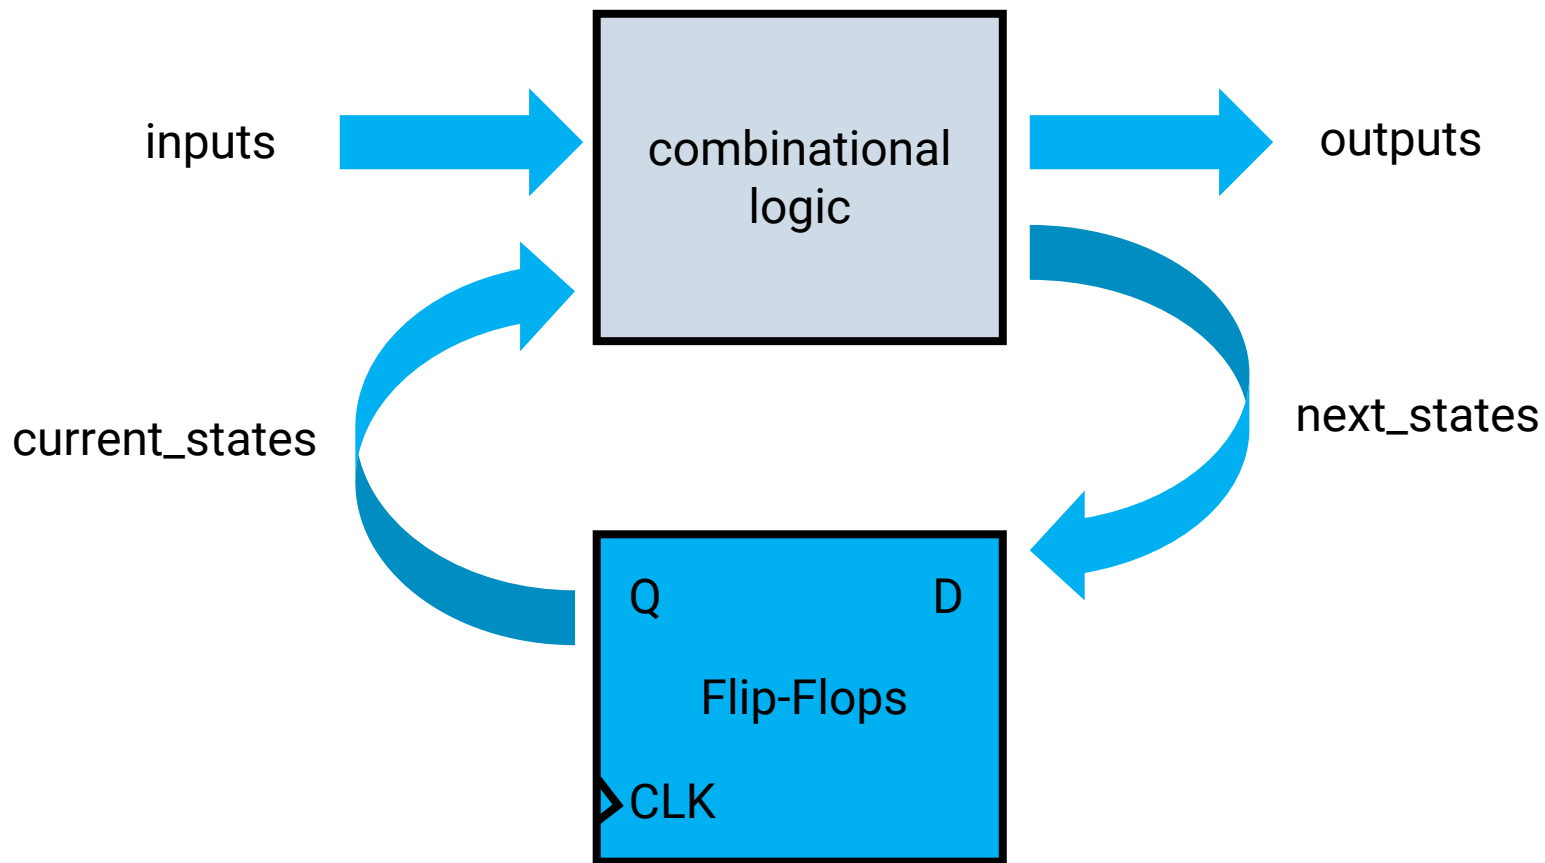 inputs
combinational
logic
outputs
current_states
next_states
Q
D
Flip-Flops
CLK